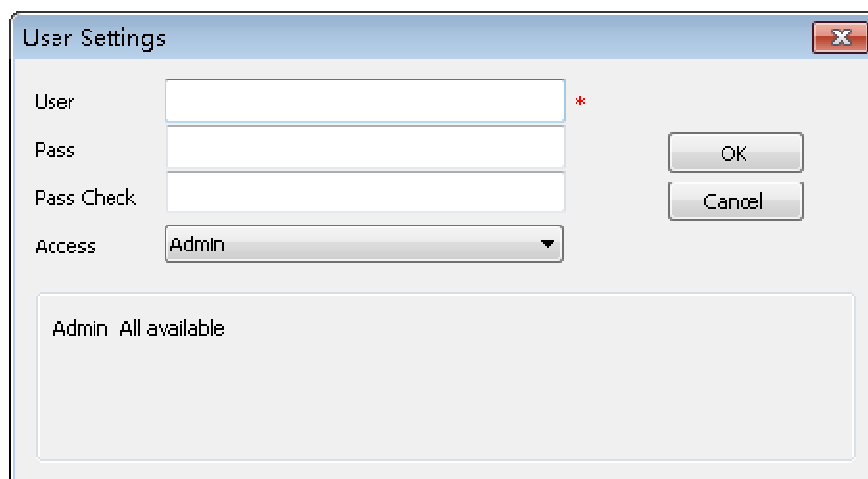 User Settings
User *
Pass
OK
Pass Check
Cancel
Access Admin
Admin All available